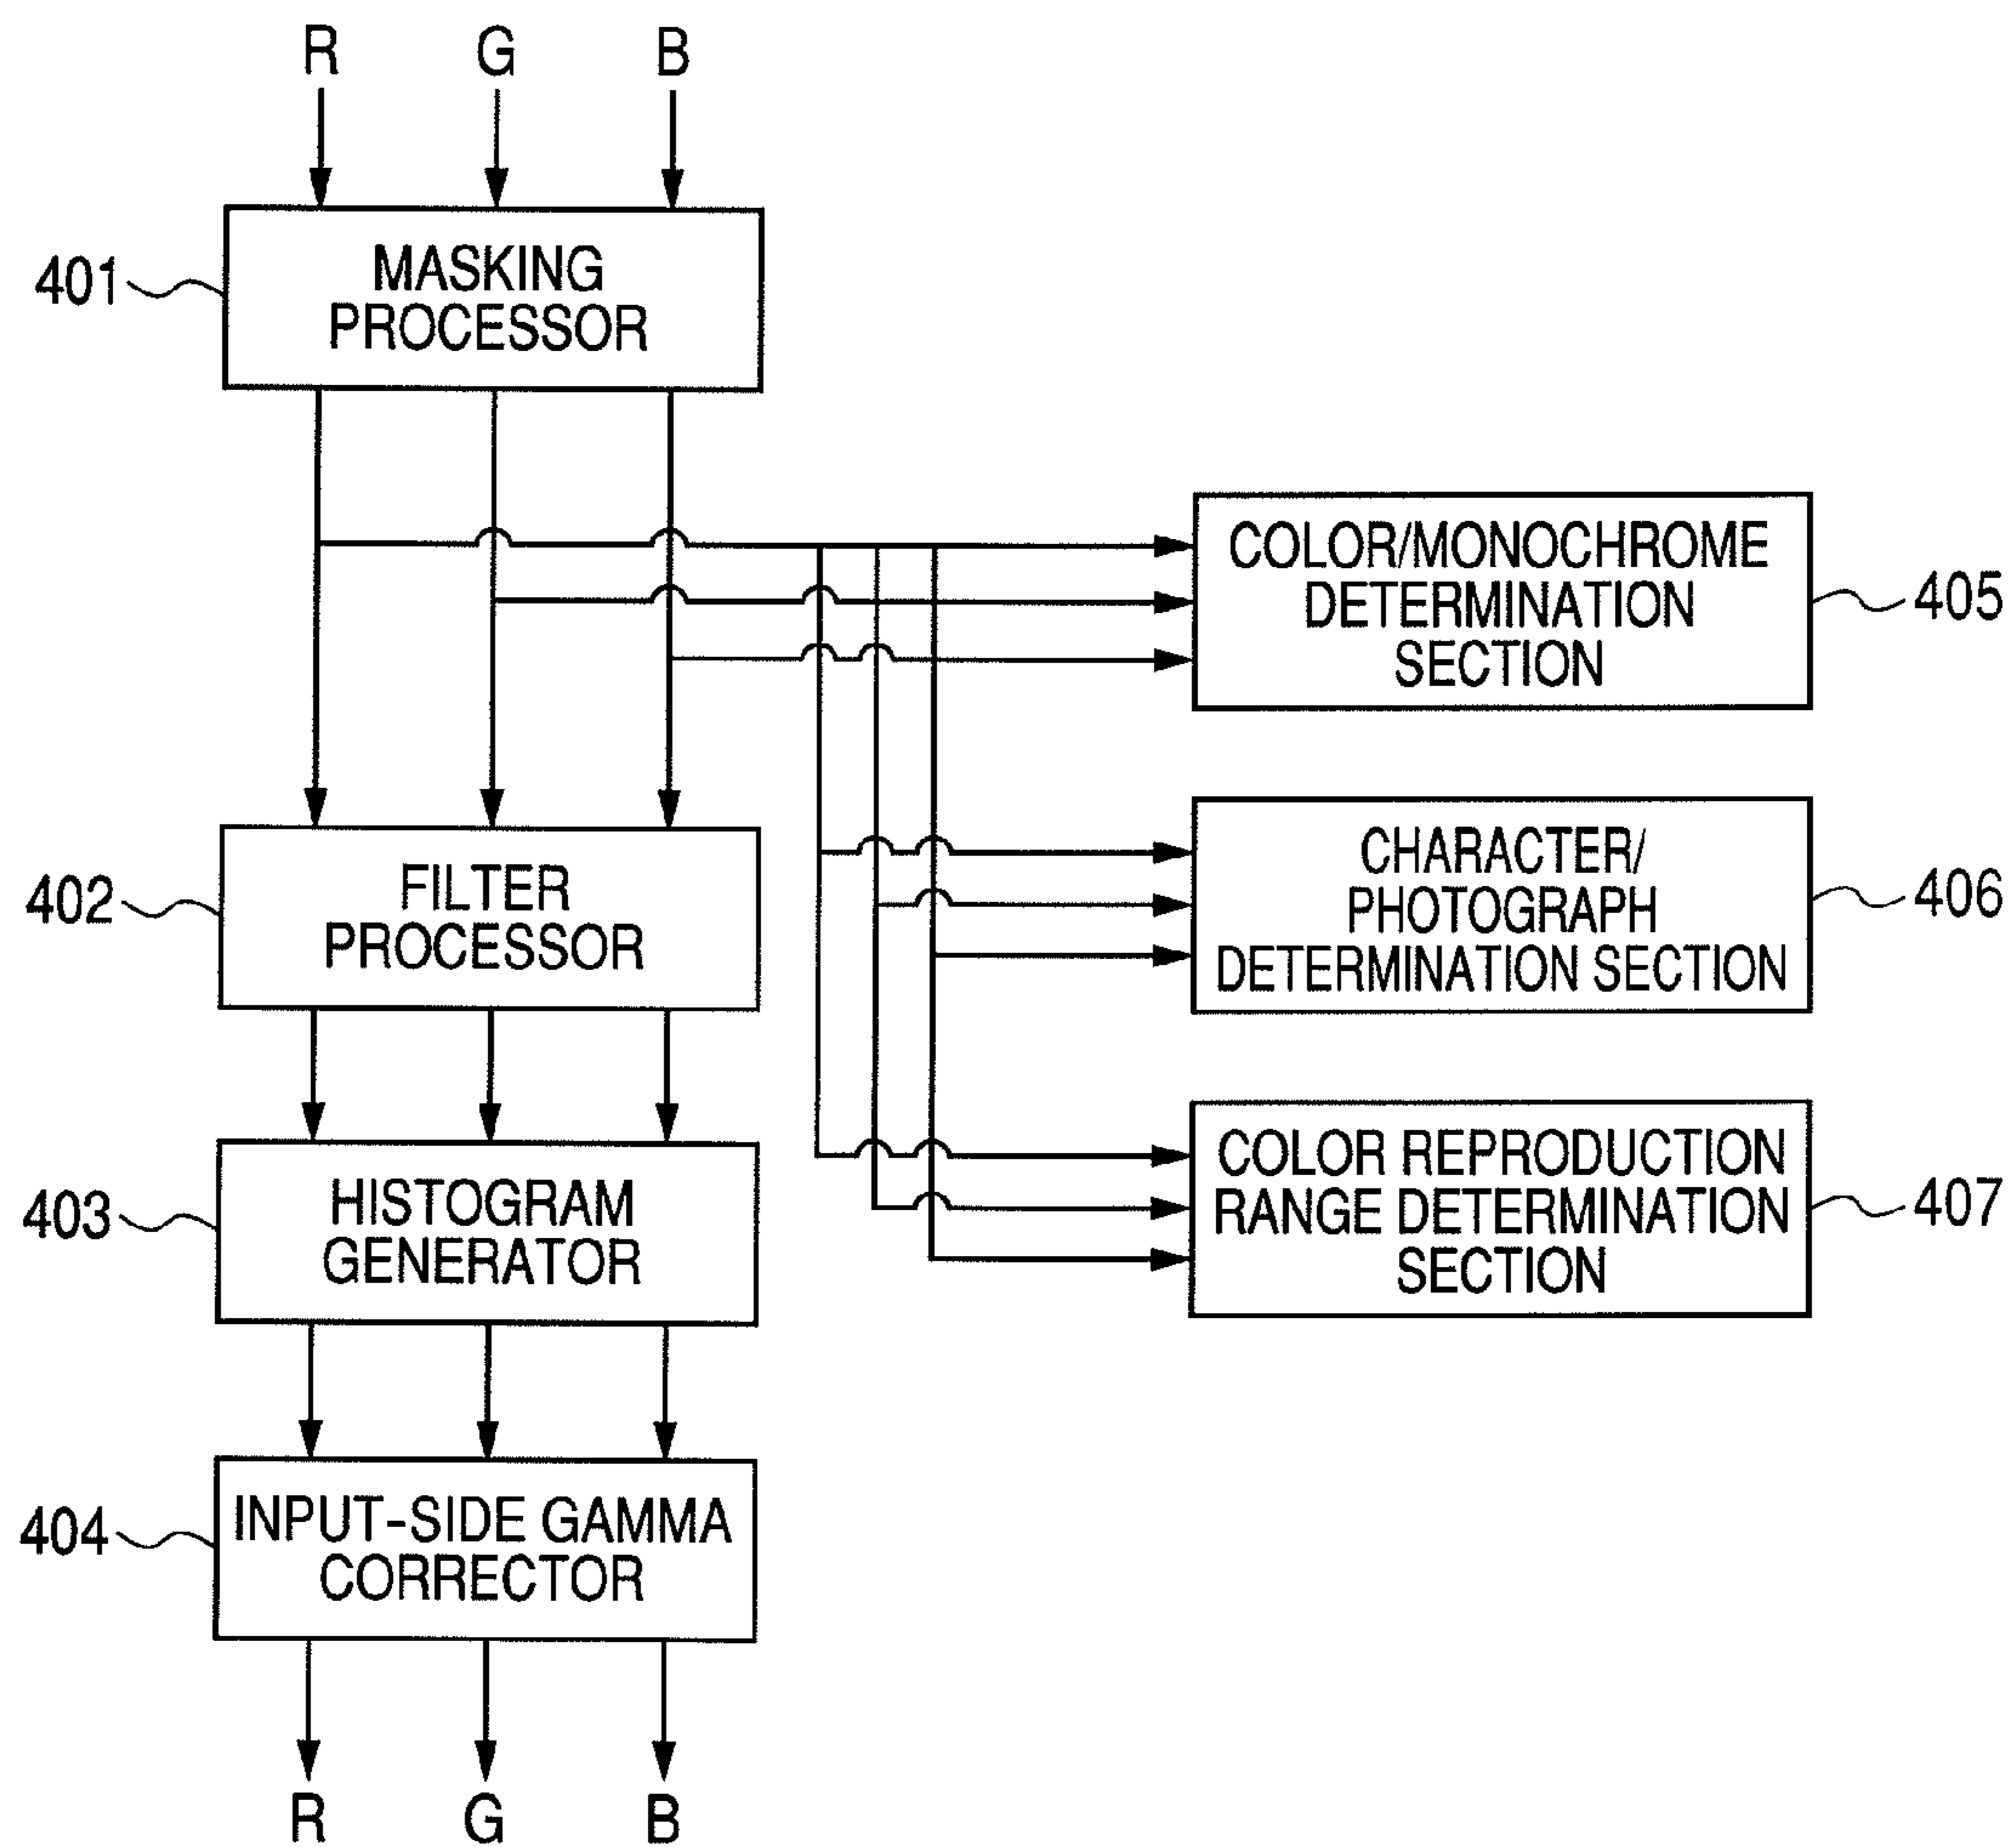 R G B
401
MASKING
PROCESSOR
COLOR/MONOCHROME
DETERMINATION
SECTION
405
402
FILTER
PROCESSOR
CHARACTER/
PHOTOGRAPH
DETERMINATION SECTION
406
403
HISTOGRAM
GENERATOR
COLOR REPRODUCTION
RANGE DETERMINATION
SECTION
407
404
INPUT-SIDE GAMMA
CORRECTOR
R G B